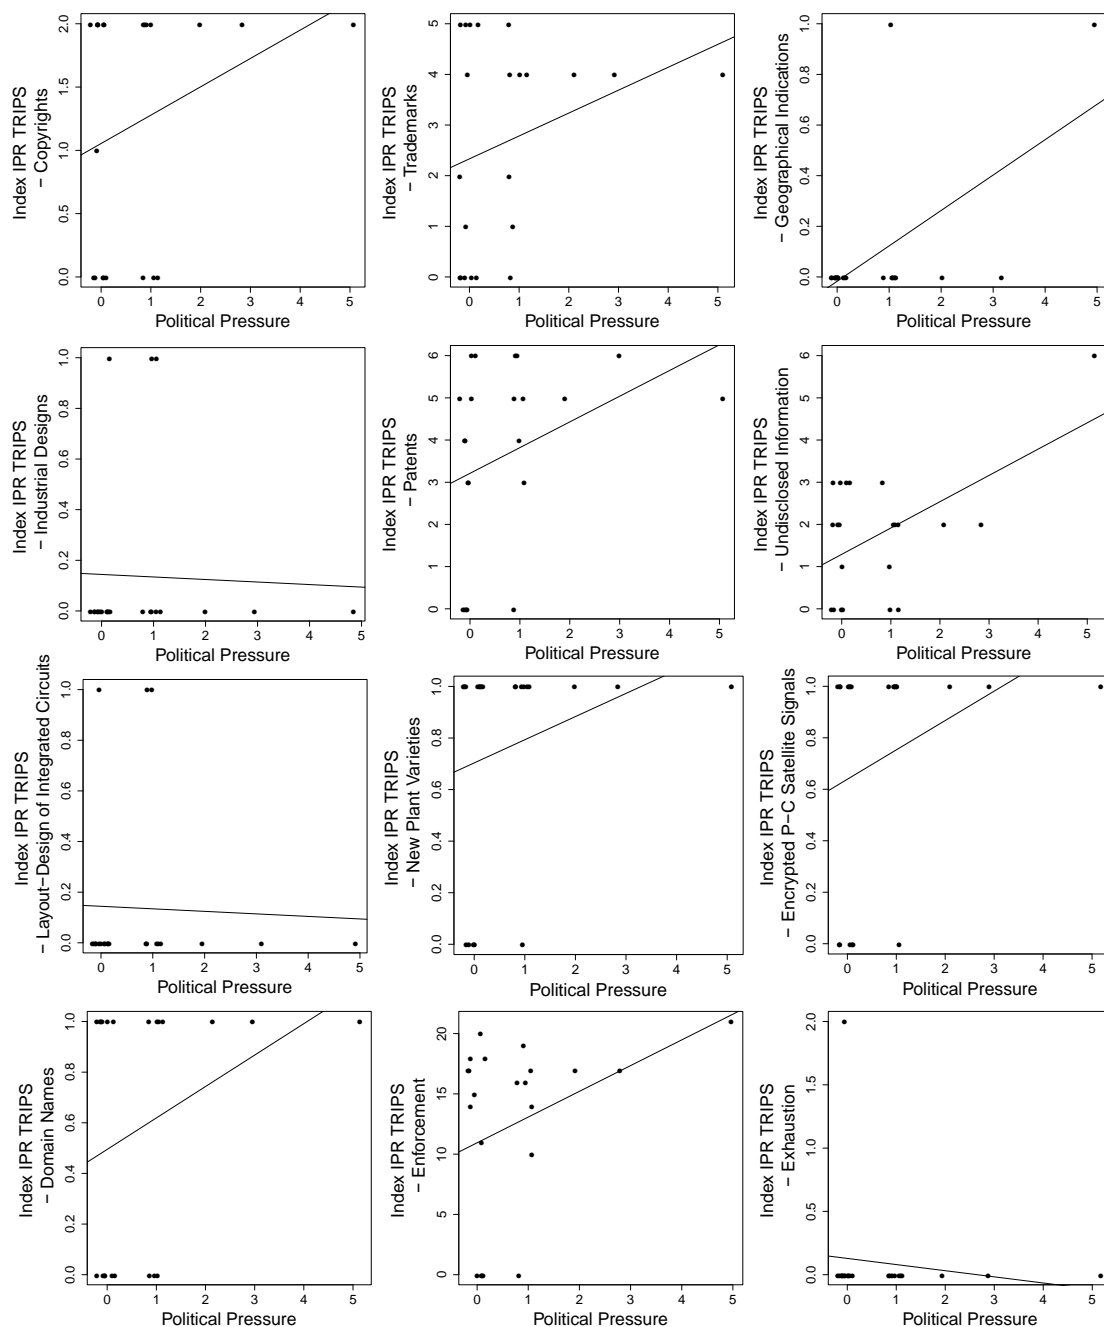 Index IPR TRIPS
− Copyrights
0.0 0.5 1.0 1.5 2.0
0 1 2 3 4 5
Political Pressure
Index IPR TRIPS
− Trademarks
0 1 2 3 4 5
0 1 2 3 4 5
Political Pressure
Index IPR TRIPS
− Geographical Indications
0.0 0.2 0.4 0.6 0.8 1.0
0 1 2 3 4 5
Political Pressure
Index IPR TRIPS
− Industrial Designs
0.0 0.2 0.4 0.6 0.8 1.0
0 1 2 3 4 5
Political Pressure
Index IPR TRIPS
− Patents
0 1 2 3 4 5 6
0 1 2 3 4 5
Political Pressure
Index IPR TRIPS
− Undisclosed Information
0 1 2 3 4 5 6
0 1 2 3 4 5
Political Pressure
Index IPR TRIPS
− Layout−Design of Integrated Circuits
0.0 0.2 0.4 0.6 0.8 1.0
0 1 2 3 4 5
Political Pressure
Index IPR TRIPS
− New Plant Varieties
0.0 0.2 0.4 0.6 0.8 1.0
0 1 2 3 4 5
Political Pressure
Index IPR TRIPS
− Encrypted P−C Satellite Signals
0.0 0.2 0.4 0.6 0.8 1.0
0 1 2 3 4 5
Political Pressure
Index IPR TRIPS
− Domain Names
0.0 0.2 0.4 0.6 0.8 1.0
0 1 2 3 4 5
Political Pressure
Index IPR TRIPS
− Enforcement
0 5 10 15 20
0 1 2 3 4 5
Political Pressure
Index IPR TRIPS
− Exhaustion
0.0 0.5 1.0 1.5 2.0
0 1 2 3 4 5
Political Pressure